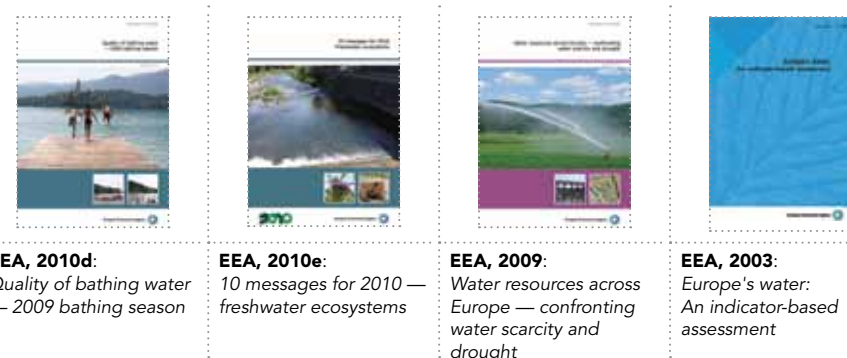 EEA, 2010d:
Quality of bathing water
— 2009 bathing season
EEA, 2010e:
10 messages for 2010 —
freshwater ecosystems
EEA, 2009:
Water resources across
Europe — confronting
water scarcity and
drought
EEA, 2003:
Europe's water:
An indicator-based
assessment